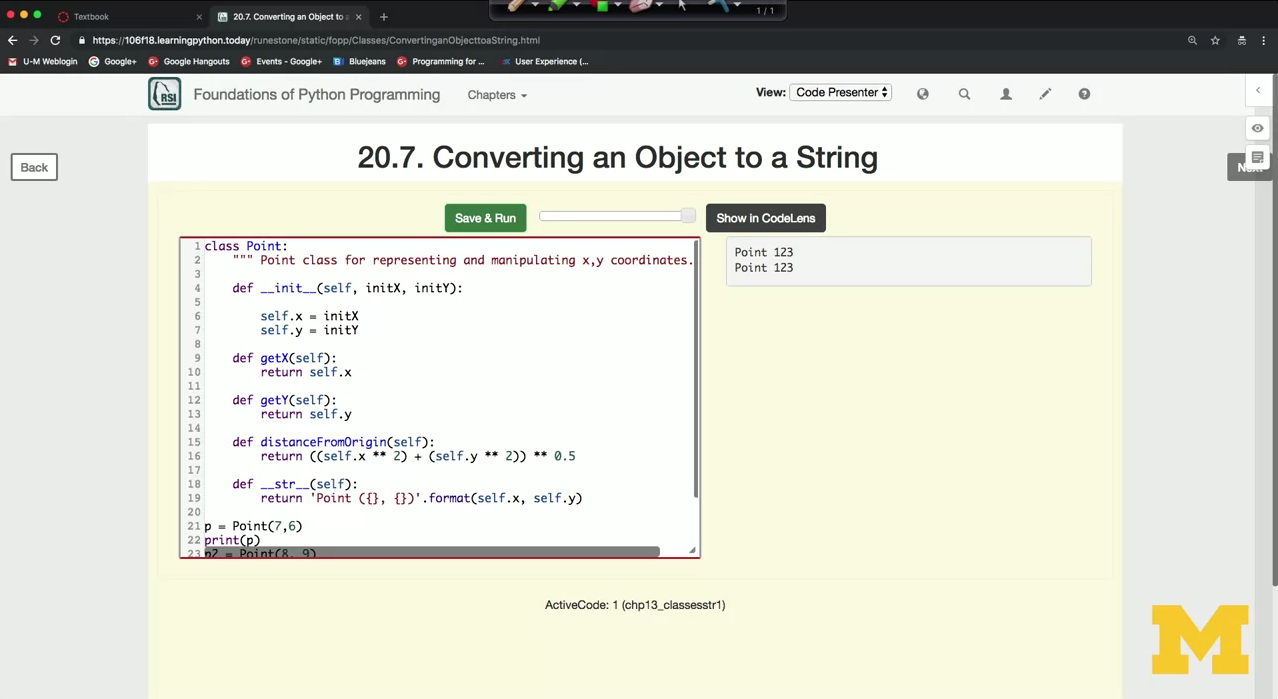 Textbook
20.7. Converting an Object to a
1 / 1
https://106f18.learningpython.today/runestone/static/fopp/Classes/ConvertinganObjecttoaString.html
U-M Weblogin Google+ Google Hangouts Events - Google+ Bluejeans Programming for ... User Experience (...
RSI Foundations of Python Programming Chapters View: Code Presenter
Back
20.7. Converting an Object to a String
Save & Run Show in CodeLens
1 class Point:
2     """ Point class for representing and manipulating x,y coordinates.
3
4     def __init__(self, initX, initY):
5
6         self.x = initX
7         self.y = initY
8
9     def getX(self):
10         return self.x
11
12     def getY(self):
13         return self.y
14
15     def distanceFromOrigin(self):
16         return ((self.x ** 2) + (self.y ** 2)) ** 0.5
17
18     def __str__(self):
19         return 'Point ({}, {})'.format(self.x, self.y)
20
21 p = Point(7,6)
22 print(p)
23 p2 = Point(8, 9)
Point 123
Point 123
ActiveCode: 1 (chp13_classesstr1)
M